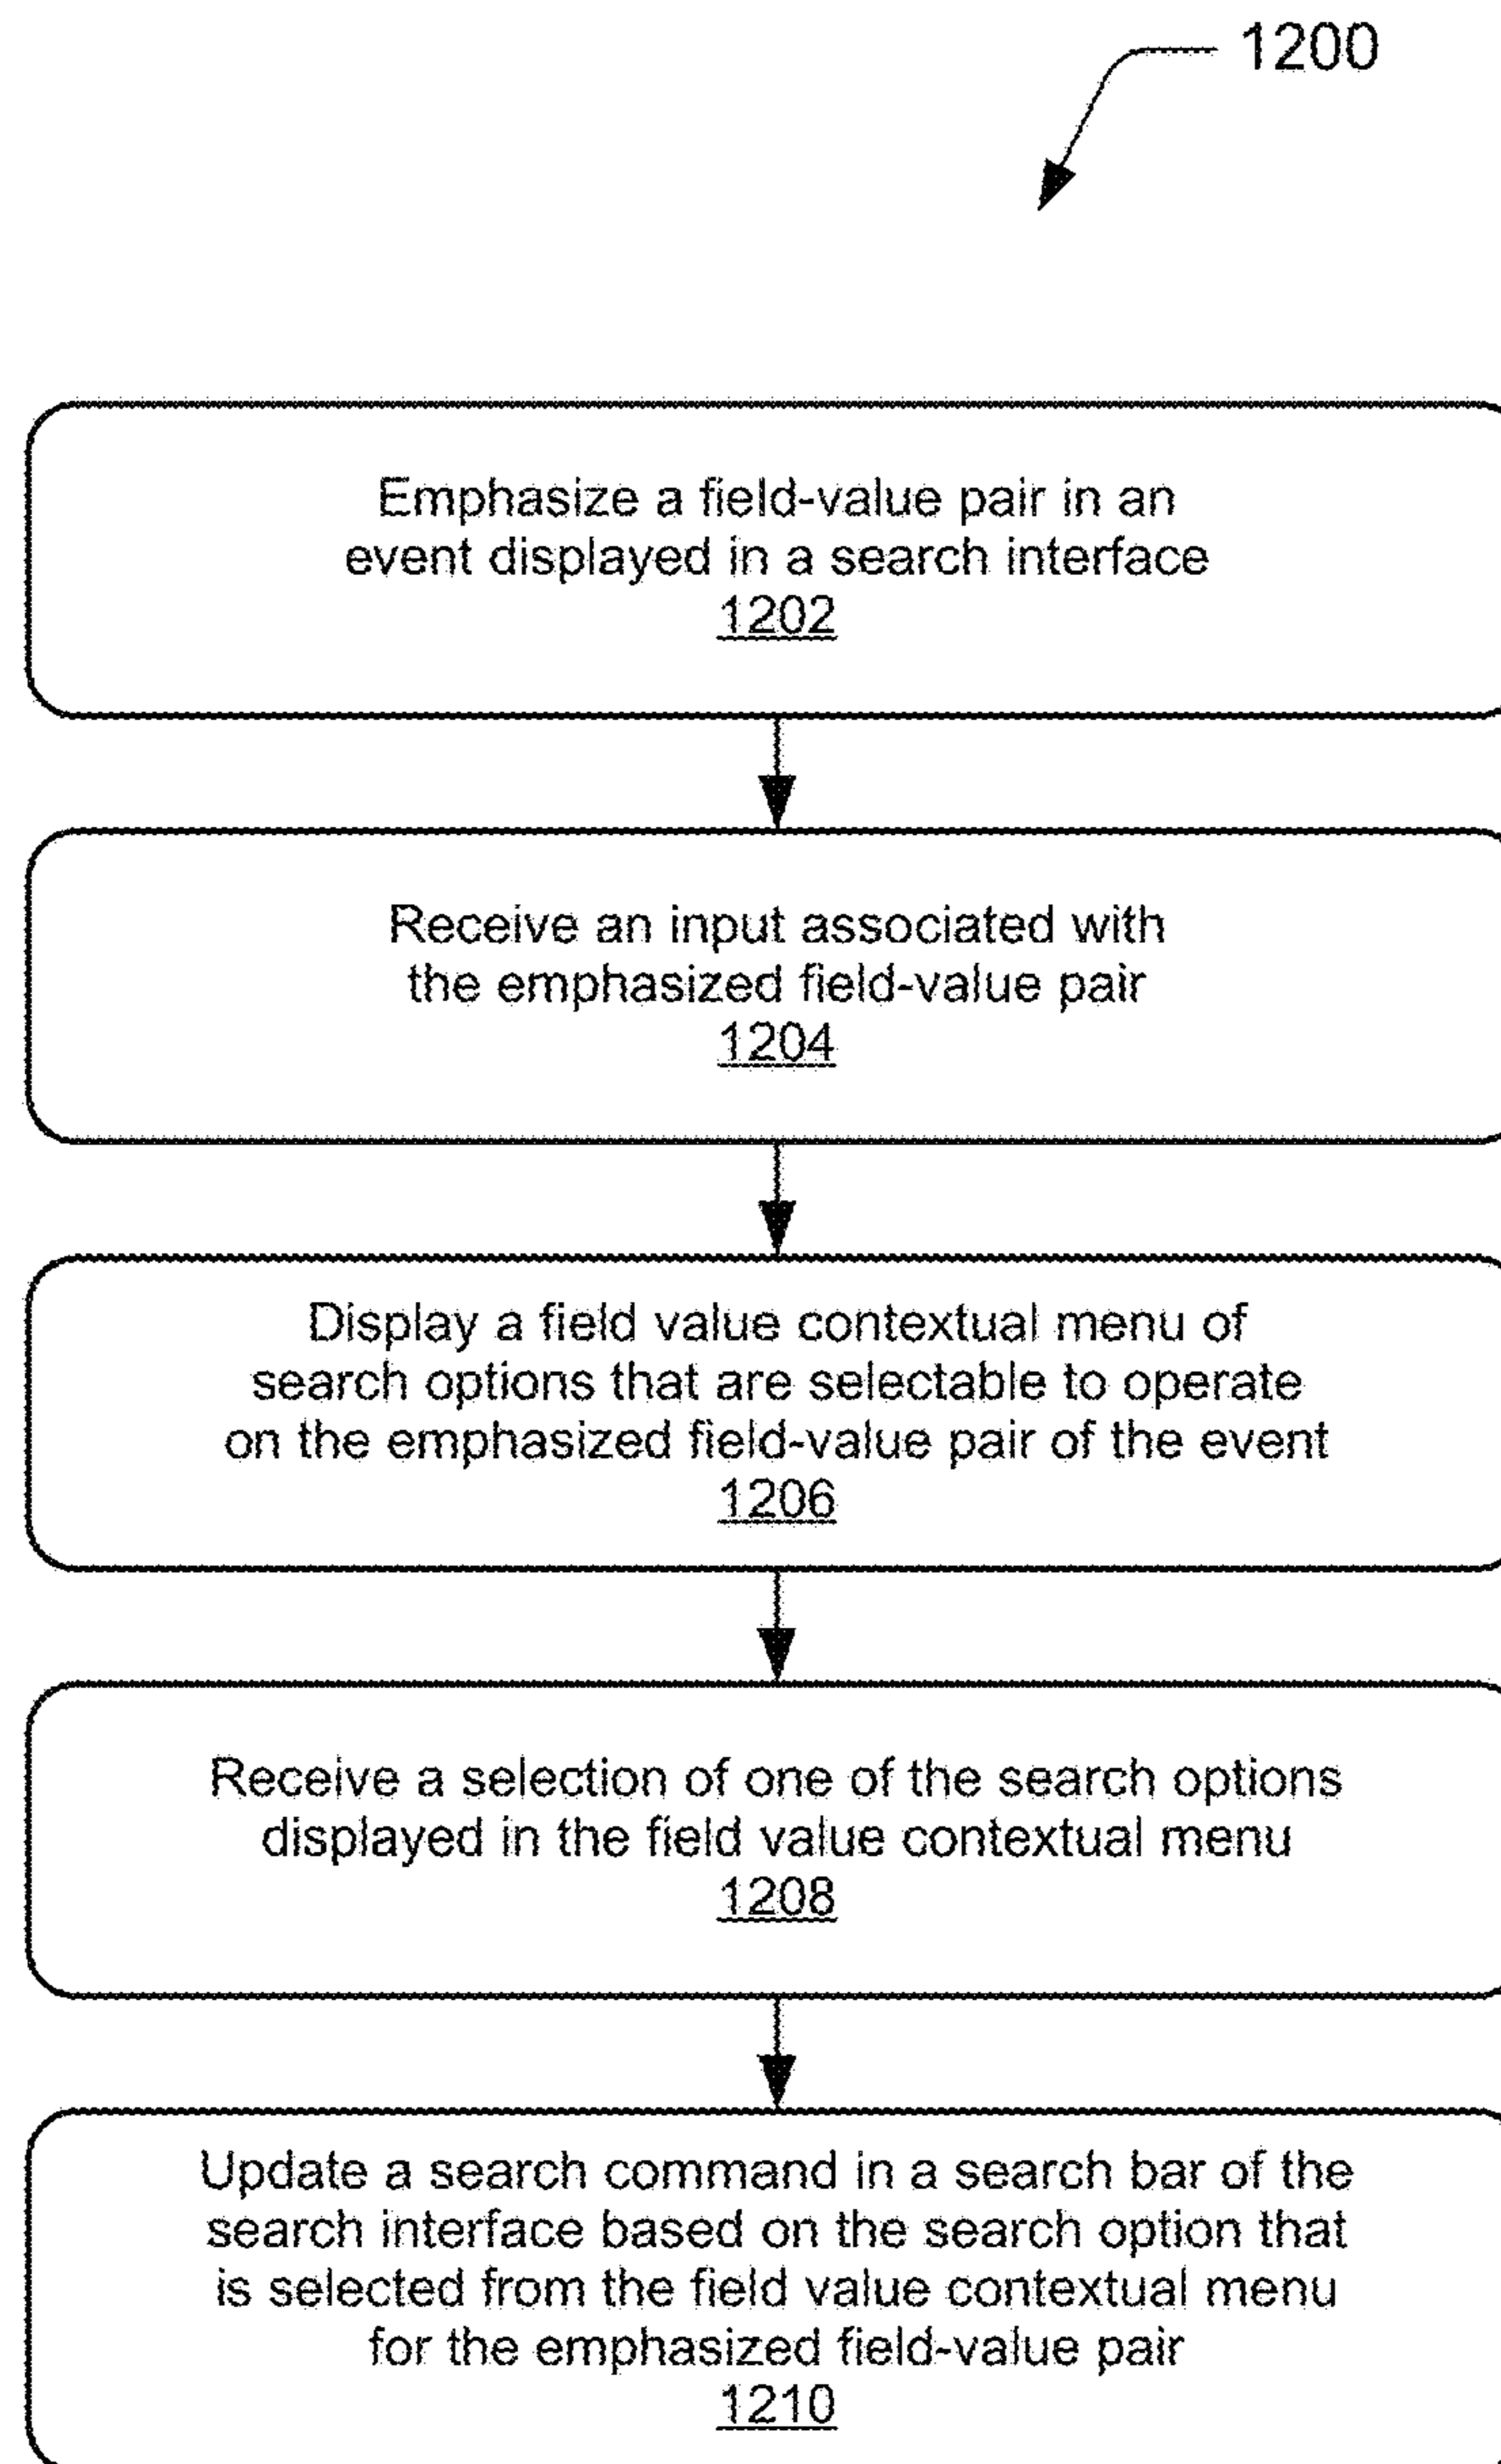 1200
Emphasize a field-value pair in an
event displayed in a search interface
1202
Receive an input associated with
the emphasized field-value pair
1204
Display a field value contextual menu of
search options that are selectable to operate
on the emphasized field-value pair of the event
1206
Receive a selection of one of the search options
displayed in the field value contextual menu
1208
Update a search command in a search bar of the
search interface based on the search option that
is selected from the field value contextual menu
for the emphasized field-value pair
1210